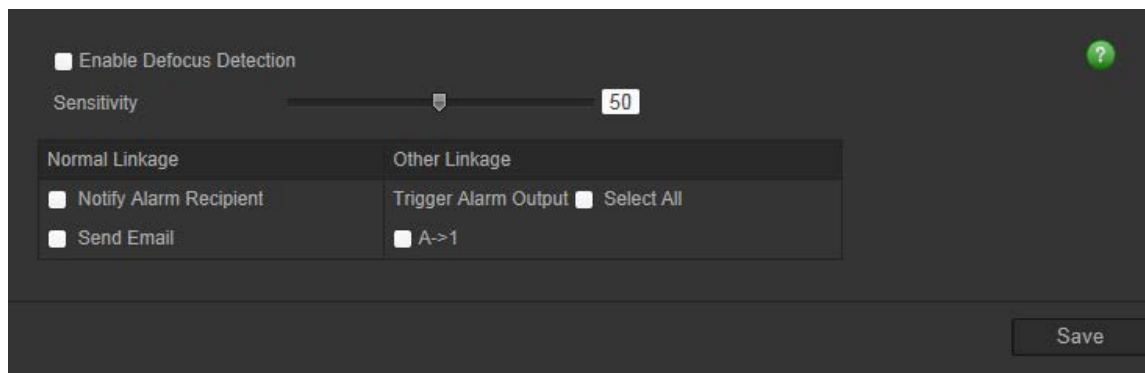 Enable Defocus Detection
?
Sensitivity 50
Normal Linkage Other Linkage
Notify Alarm Recipient Trigger Alarm Output Select All
Send Email A->1
Save